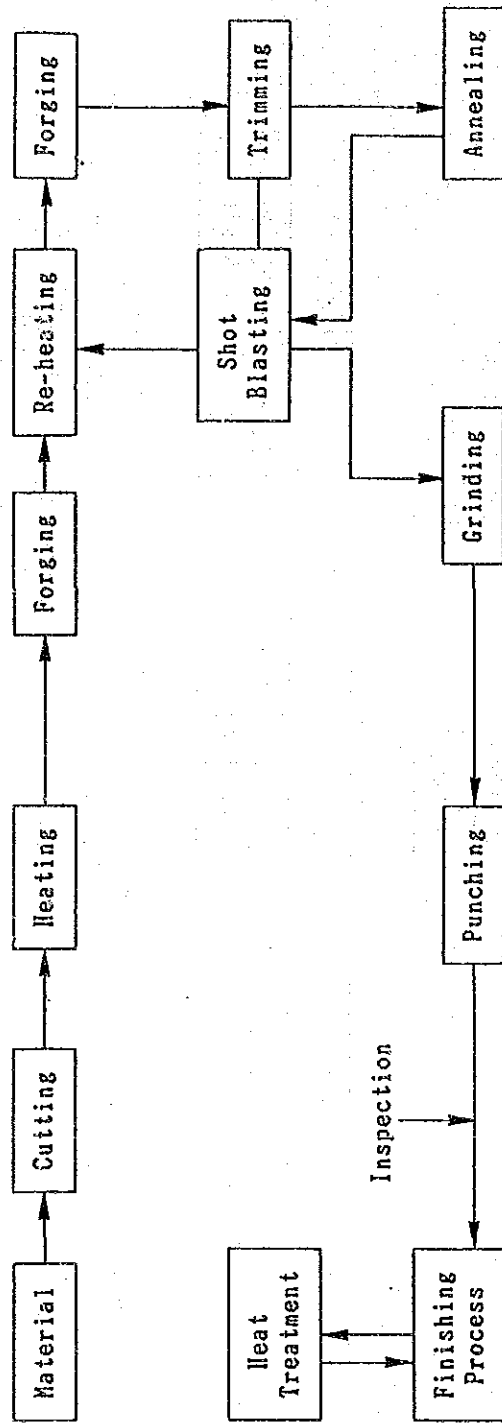 Material
Cutting
Heating
Forging
Re-heating
Forging
Shot
Blasting
Trimming
Heat
Treatment
Inspection
Finishing
Process
Punching
Grinding
Annealing